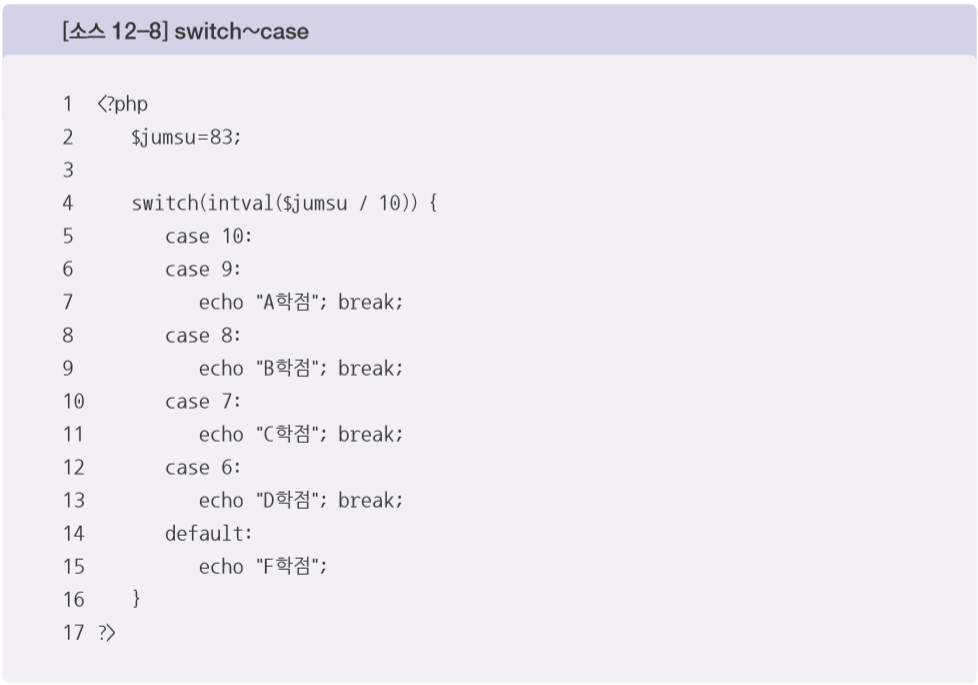 [소스 12-8] switch~case
1 <?php
2 $jumsu=83;
3
4 switch(intval($jumsu / 10)) {
5 case 10:
6 case 9:
7 echo "A학점"; break;
8 case 8:
9 echo "B학점"; break;
10 case 7:
11 echo "C학점"; break;
12 case 6:
13 echo "D학점"; break;
14 default:
15 echo "F학점";
16 }
17 ?>